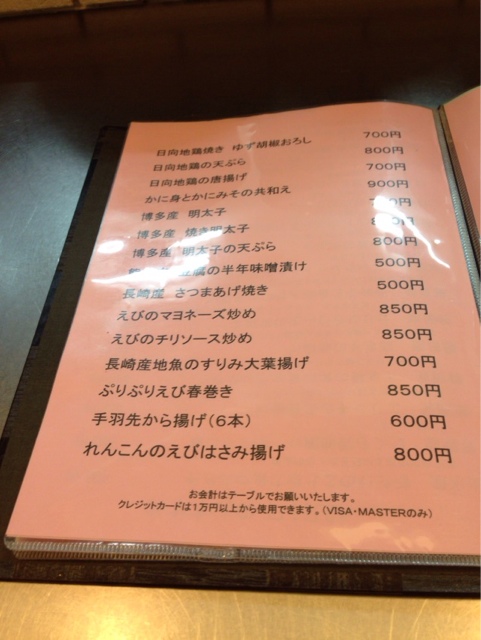 日向地鶏焼き ゆず胡椒おろし 700円
日向地鶏の天ぷら 800円
日向地鶏の唐揚げ 700円
かに身とかにみその共和え 900円
博多産 明太子
博多産 焼き明太子
博多産 明太子の天ぷら 800円
豆腐の半年味噌漬け 500円
長崎産 さつまあげ焼き 500円
えびのマヨネーズ炒め 850円
えびのチリソース炒め 850円
長崎産地魚のすりみ大葉揚げ 700円
ぷりぷりえび春巻き 850円
手羽先から揚げ(6本) 600円
れんこんのえびはさみ揚げ 800円
お会計はテーブルでお願いいたします。
クレジットカードは1万円以上から使用できます。(VISA・MASTERのみ)